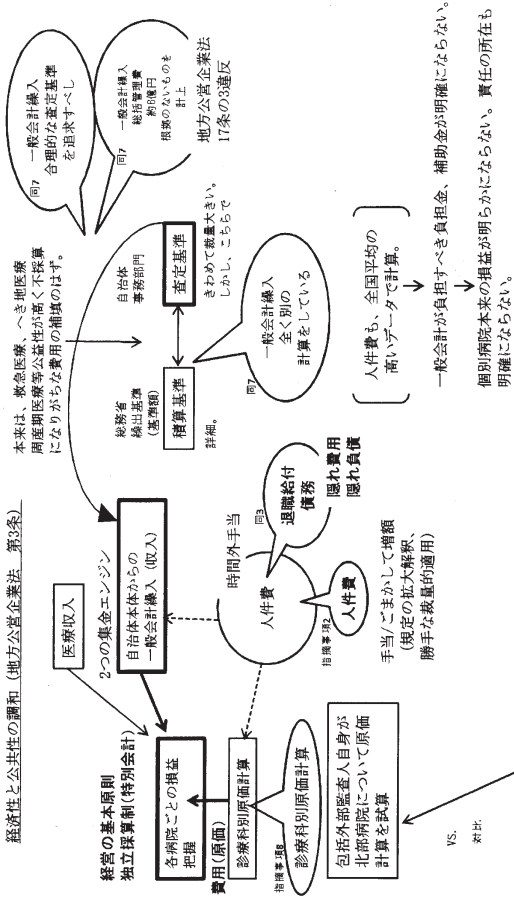 経済性と公共性の調和（地方公営企業法　第3条）
経営の基本原則
独立採算制（特別会計）
各病院ごとの損益
把握
費用（原価）
診療科別原価計算
指摘事項8
診療科別原価計算
包括外部監査人自身が
北部病院について原価
計算を試算
vs.
対比
医療収入
2つの集金エンジン
自治体本体からの
一般会計繰入（収入）
時間外手当
人件費
同3
退職給付
債務
隠れ費用
隠れ負債
指摘事項2
人件費
手当/ごまかして増額
（規定の拡大解釈、
勝手な裁量的適用）
本来は、救急医療、へき地医療
周産期医療等公益性が高く不採算
になりがちな費用の補填のはず。
総務省
繰出基準
（基準額）
積算基準
詳細。
自治体
事務部門
査定基準
きわめて裁量大きい。
しかし、こちらで
同7
一般会計繰入
全く別の
計算をしている
同7
一般会計繰入
合理的な査定基準
を追求すべし
同7
一般会計繰入
総括管理費
約8億円
根拠のないものを
計上
地方公営企業法
17条の3違反
人件費も、全国平均の
高いデータで計算。
一般会計が負担すべき負担金、補助金が明確にならない。
個別病院本来の損益が明らかにならない。責任の所在も
明確にならない。